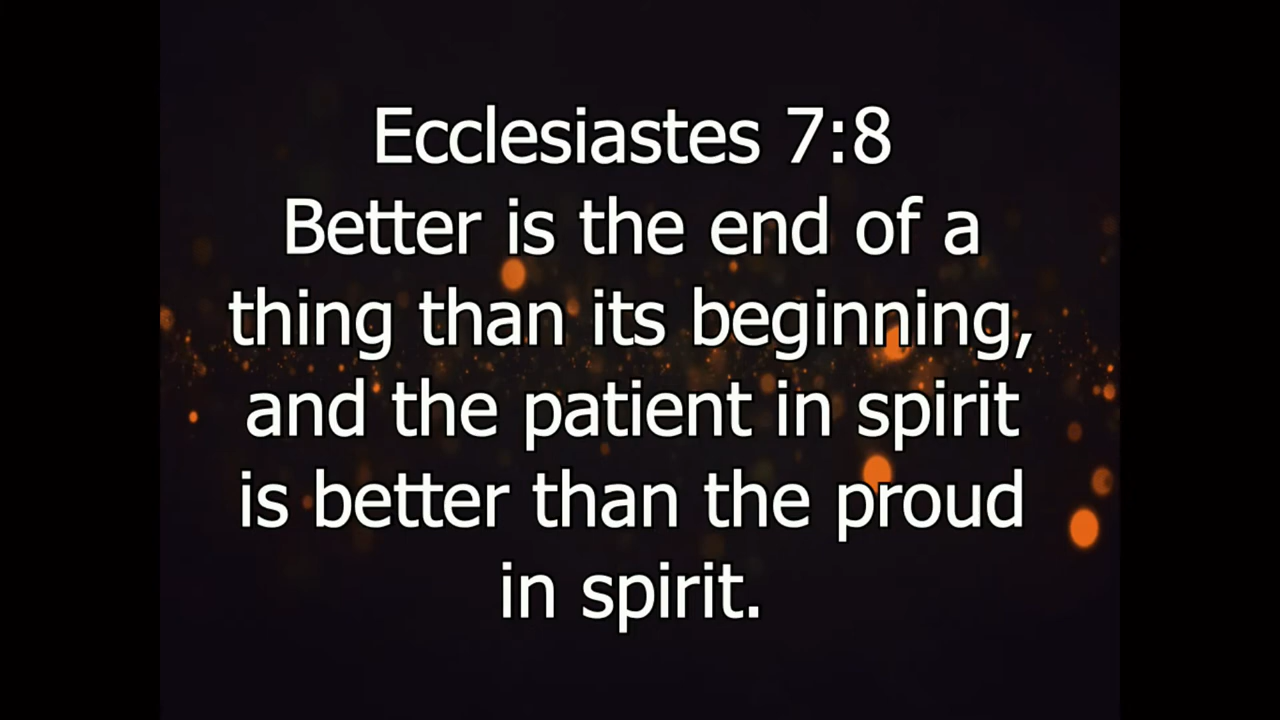 Ecclesiastes 7:8
Better is the end of a
thing than its beginning,
and the patient in spirit
is better than the proud
in spirit.